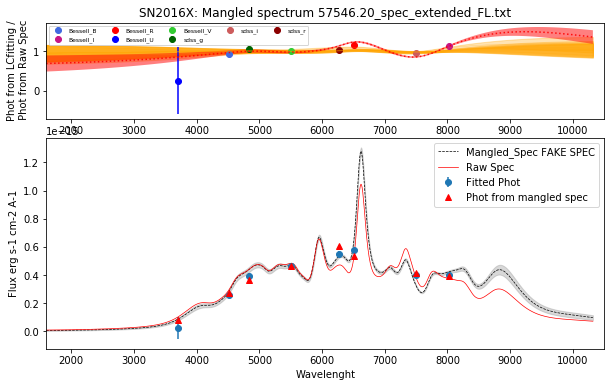 SN2016X: Mangled spectrum 57546.20_spec_extended_FL.txt
Phot from LCfitting /
Phot from Raw Spec
1
0
Bessell_B
Bessell_R
Bessell_V
sdss_i
sdss_r
Bessell_I
Bessell_U
sdss_g
2000 3000 4000 5000 6000 7000 8000 9000 10000
Flux erg s-1 cm-2 A-1
1.2
1.0
0.8
0.6
0.4
0.2
0.0
Mangled_Spec FAKE SPEC
Raw Spec
Fitted Phot
Phot from mangled spec
2000 3000 4000 5000 6000 7000 8000 9000 10000
Wavelenght